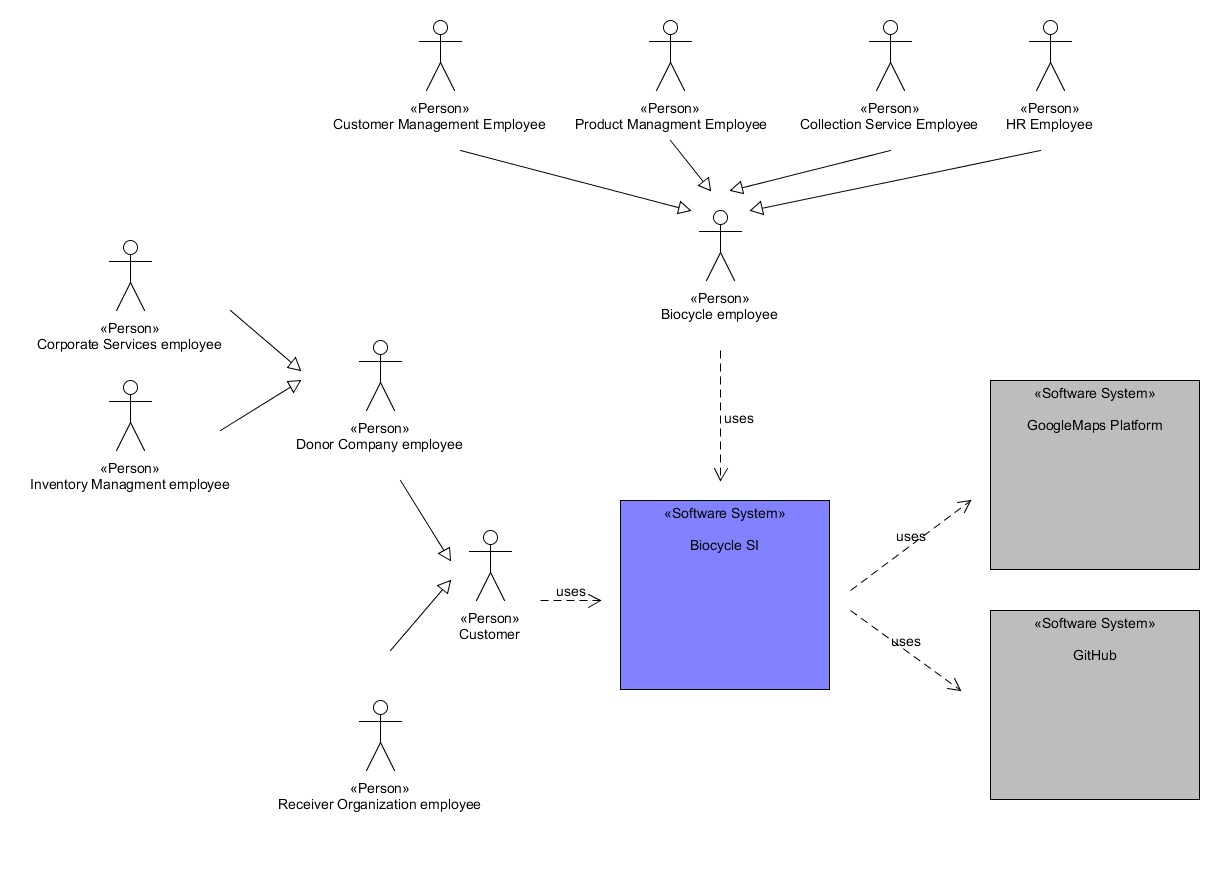 «Person»
Customer Management Employee
«Person»
Product Managment Employee
«Person»
Collection Service Employee
«Person»
HR Employee
«Person»
Biocycle employee
«Person»
Corporate Services employee
«Person»
Donor Company employee
«Person»
Inventory Managment employee
uses
«Software System»
GoogleMaps Platform
«Software System»
Biocycle SI
uses
uses
«Person»
Customer
uses
«Software System»
GitHub
«Person»
Receiver Organization employee